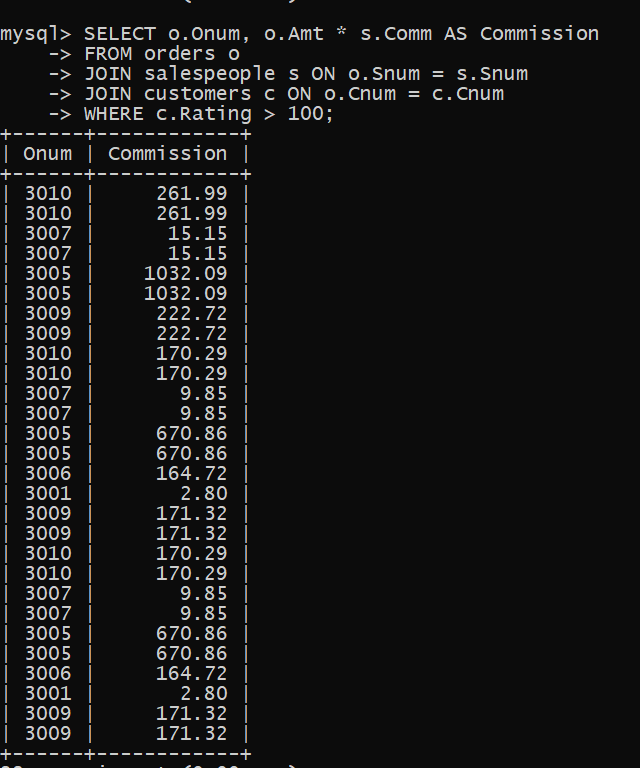 mysql> SELECT o.Onum, o.Amt * s.Comm AS Commission
    -> FROM orders o
    -> JOIN salespeople s ON o.Snum = s.Snum
    -> JOIN customers c ON o.Cnum = c.Cnum
    -> WHERE c.Rating > 100;
+------+------------+
| Onum | Commission |
+------+------------+
| 3010 |     261.99 |
| 3010 |     261.99 |
| 3007 |      15.15 |
| 3007 |      15.15 |
| 3005 |    1032.09 |
| 3005 |    1032.09 |
| 3009 |     222.72 |
| 3009 |     222.72 |
| 3010 |     170.29 |
| 3010 |     170.29 |
| 3007 |       9.85 |
| 3007 |       9.85 |
| 3005 |     670.86 |
| 3005 |     670.86 |
| 3006 |     164.72 |
| 3001 |       2.80 |
| 3009 |     171.32 |
| 3009 |     171.32 |
| 3010 |     170.29 |
| 3010 |     170.29 |
| 3007 |       9.85 |
| 3007 |       9.85 |
| 3005 |     670.86 |
| 3005 |     670.86 |
| 3006 |     164.72 |
| 3001 |       2.80 |
| 3009 |     171.32 |
| 3009 |     171.32 |
+------+------------+